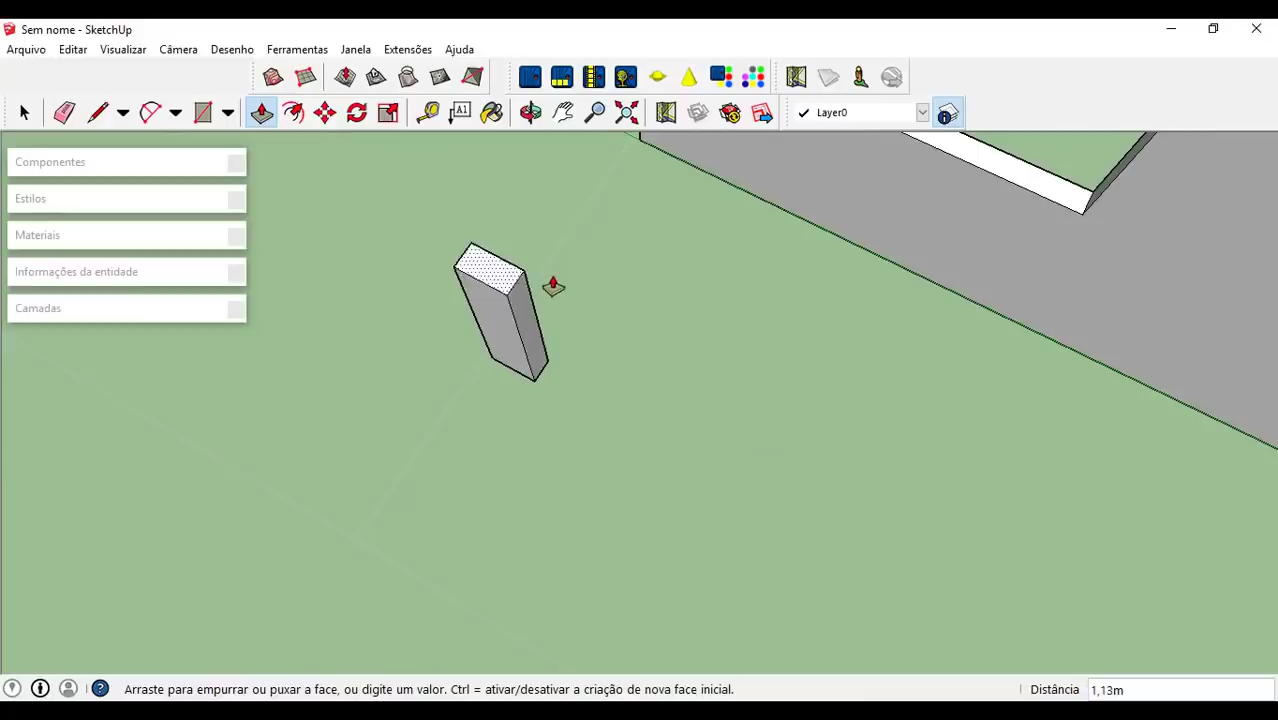 Sem nome - SketchUp
Arquivo Editar Visualizar Câmera Desenho Ferramentas Janela Extensões Ajuda
A1
Layer0
Componentes
Estilos
Materiais
Informações da entidade
Camadas
Arraste para empurrar ou puxar a face, ou digite um valor. Ctrl = ativar/desativar a criação de nova face inicial. Distância 1,13m